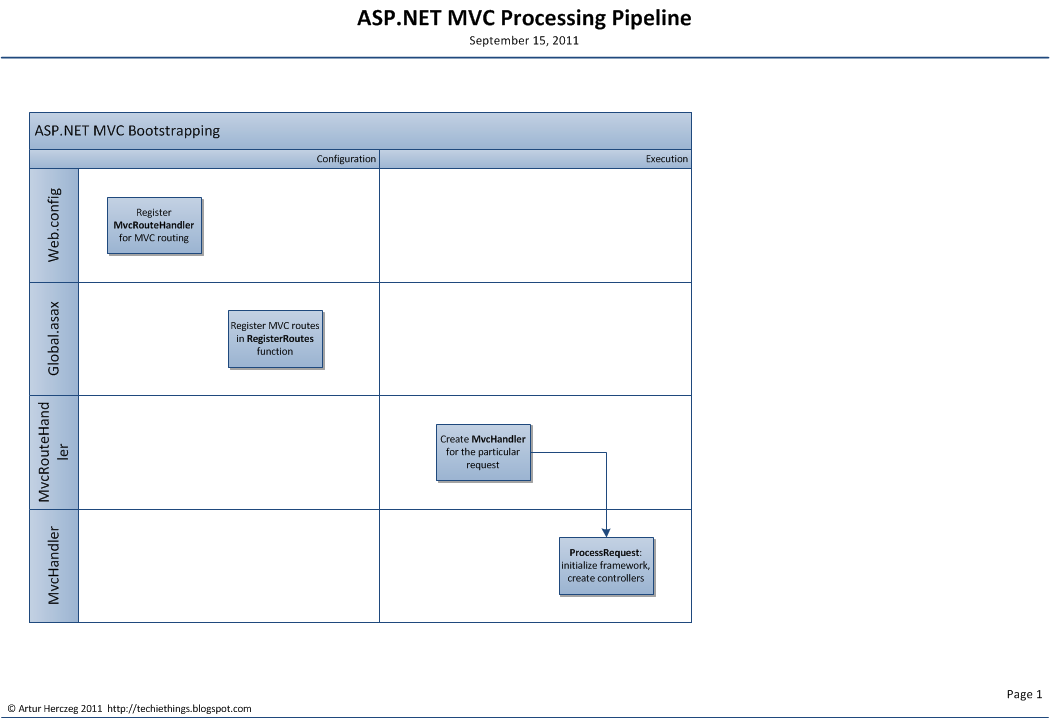 ASP.NET MVC Processing Pipeline
September 15, 2011
ASP.NET MVC Bootstrapping
Configuration
Execution
Web.config
Register
MvcRouteHandler
for MVC routing
Global.asax
Register MVC routes
in RegisterRoutes
function
MvcRouteHand
ler
Create MvcHandler
for the particular
request
MvcHandler
ProcessRequest:
initialize framework,
create controllers
Page 1
© Artur Herczeg 2011 http://techiethings.blogspot.com